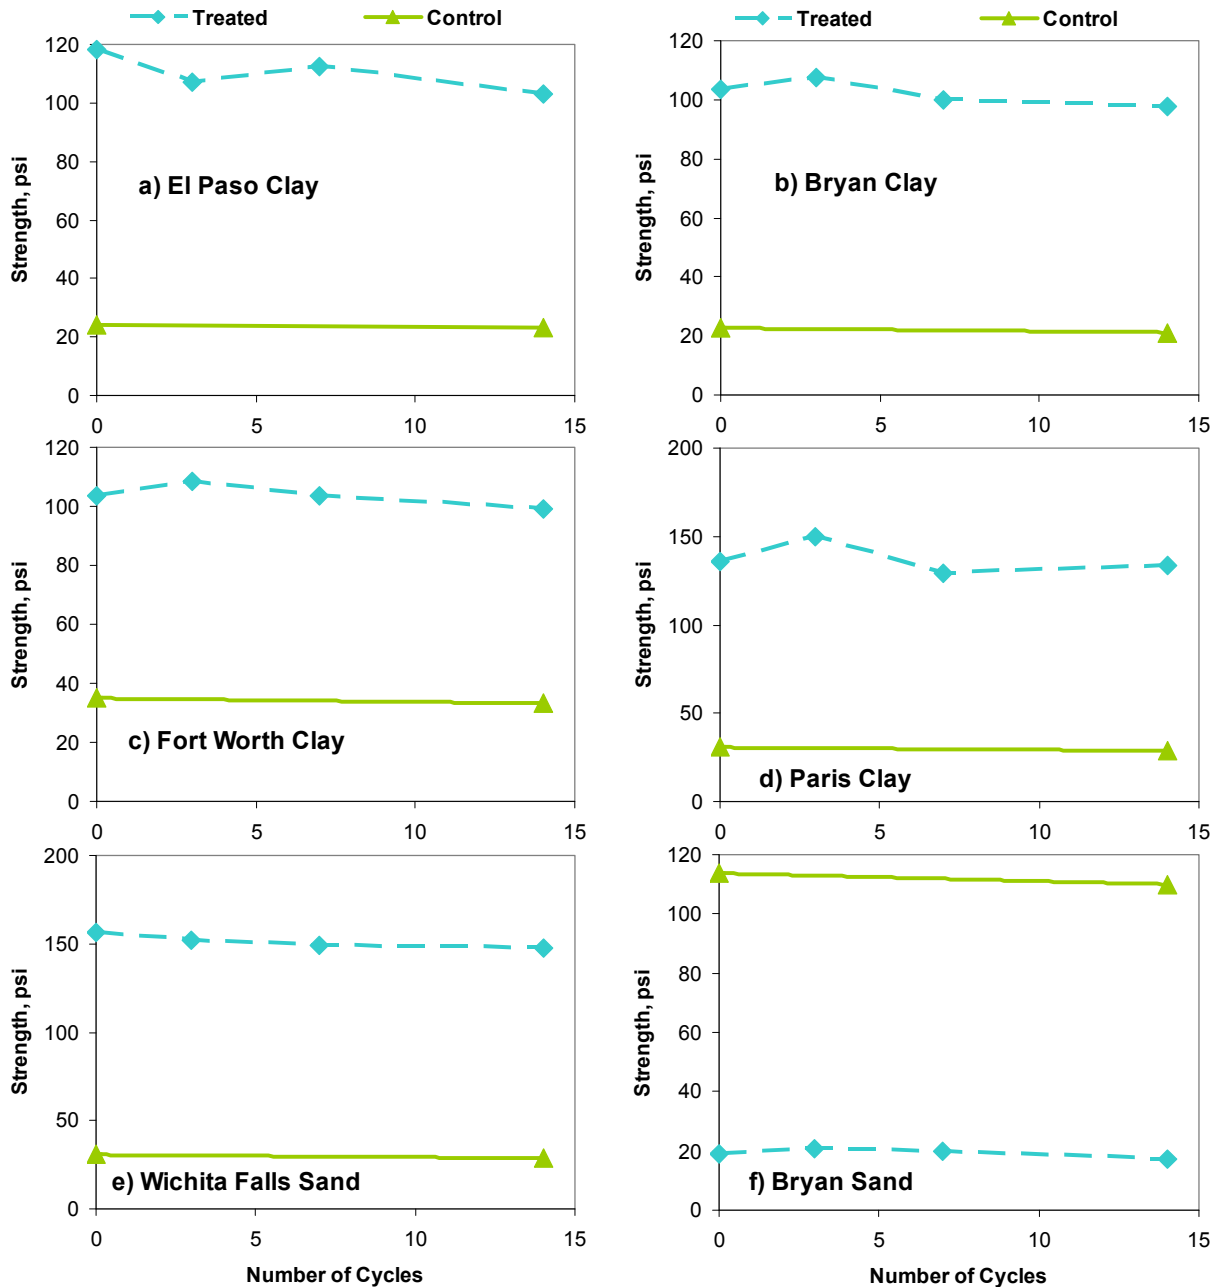 Treated Control Treated Control
120
100
80
60
40
20
0
Strength, psi
a) El Paso Clay
0 5 10 15
120
100
80
60
40
20
0
Strength, psi
b) Bryan Clay
0 5 10 15
120
100
80
60
40
20
0
Strength, psi
c) Fort Worth Clay
0 5 10 15
200
150
100
50
0
Strength, psi
d) Paris Clay
0 5 10 15
200
150
100
50
0
Strength, psi
e) Wichita Falls Sand
0 5 10 15
Number of Cycles
120
100
80
60
40
20
0
Strength, psi
f) Bryan Sand
0 5 10 15
Number of Cycles